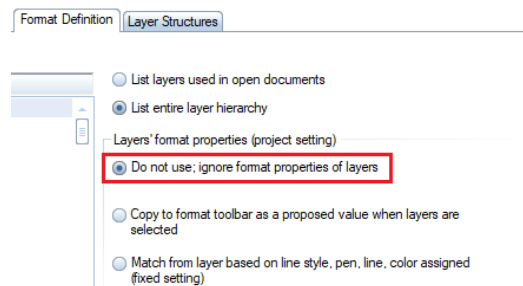 Format Definition
Layer Structures
List layers used in open documents
List entire layer hierarchy
Layers' format properties (project setting)
Do not use; ignore format properties of layers
Copy to format toolbar as a proposed value when layers are
selected
Match from layer based on line style, pen, line, color assigned
(fixed setting)